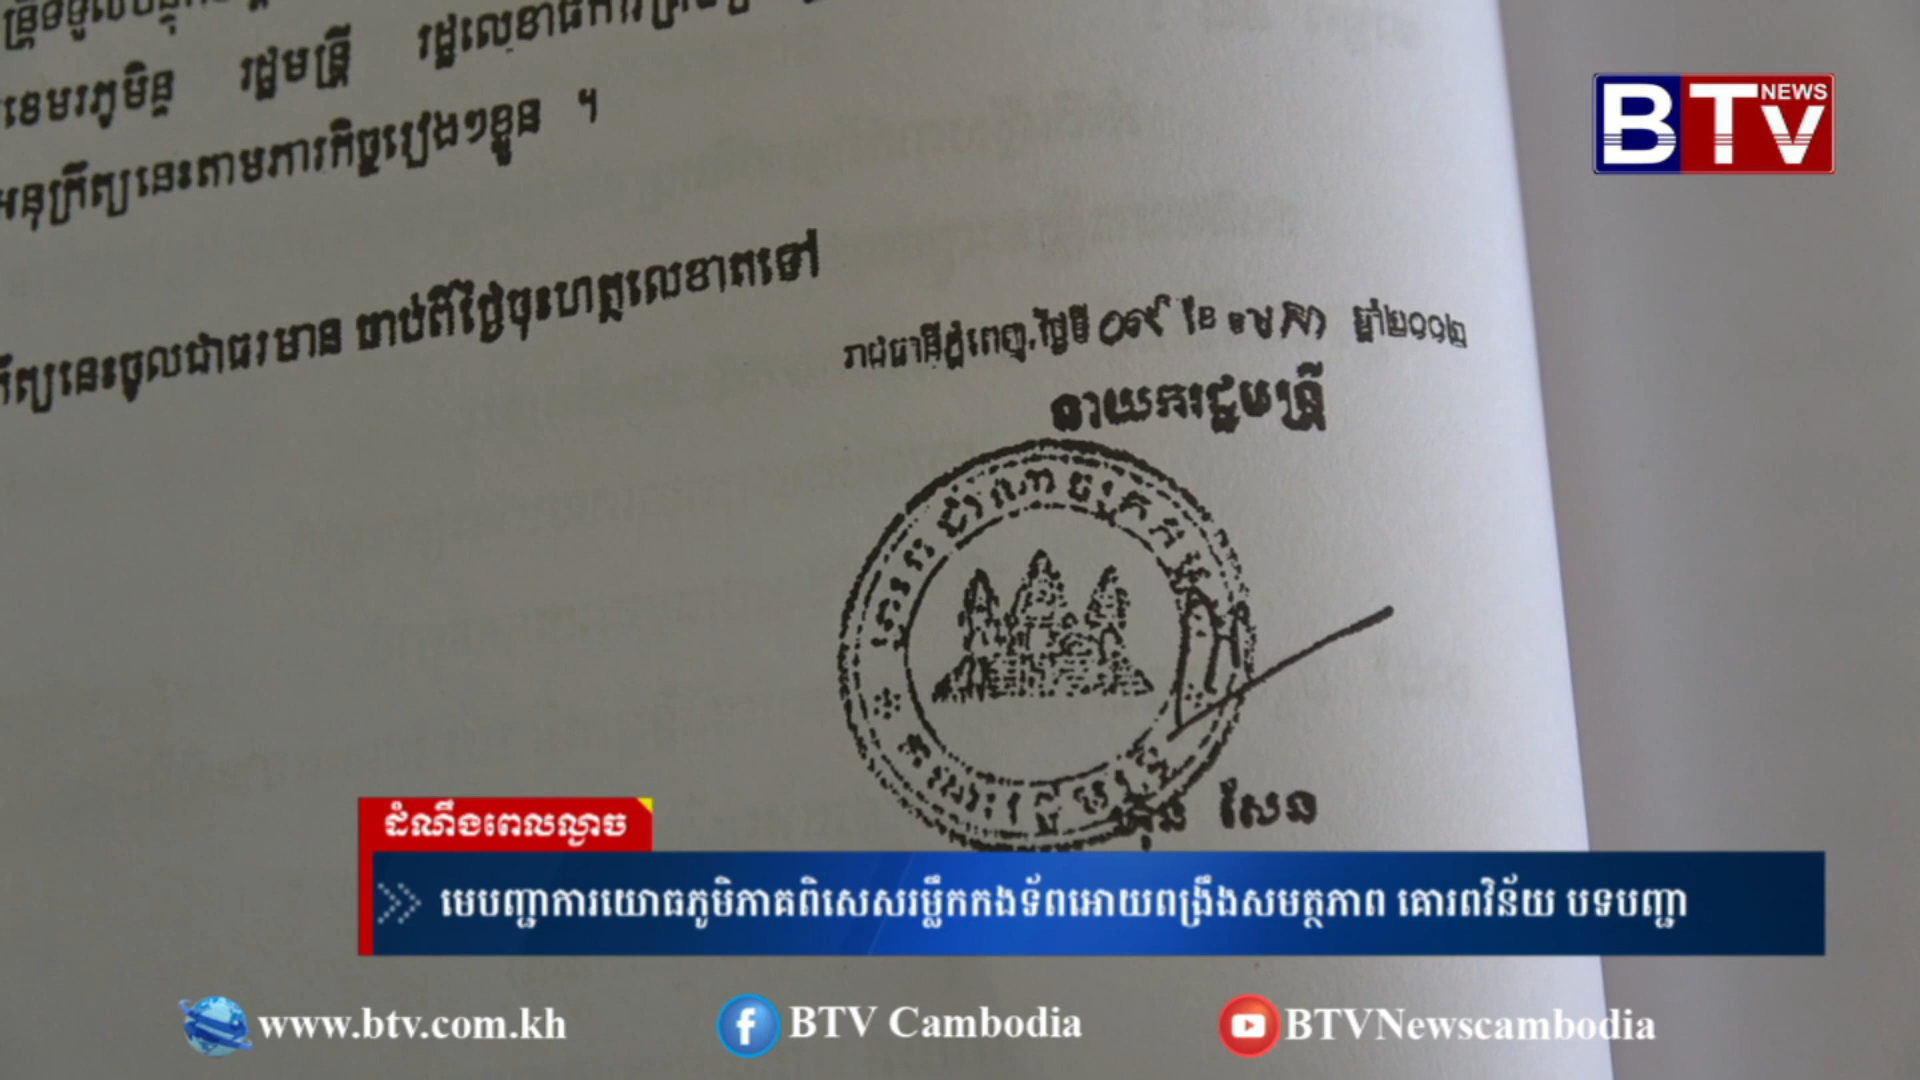 ខេមរភូមិន្ទ រដ្ឋមន្ត្រី រដ្ឋលេខាធិការ
អនុក្រឹត្យនេះតាមភារកិច្ចរៀងៗខ្លួន ។
ចូលជាធរមាន ចាប់ពីថ្ងៃចុះហត្ថលេខាតទៅ
រាជធានីភ្នំពេញ,ថ្ងៃទី ០៩ ខែ មេសា ឆ្នាំ២០១២
នាយករដ្ឋមន្ត្រី
ហ៊ុន សែន
BTV NEWS
ដំណឹងពេលល្ងាច
មេបញ្ជាការយោធភូមិភាគពិសេសរម្លឹកកងទ័ពអោយពង្រឹងសមត្ថភាព គោរពវិន័យ បទបញ្ជា
www.btv.com.kh BTV Cambodia BTVNewscambodia